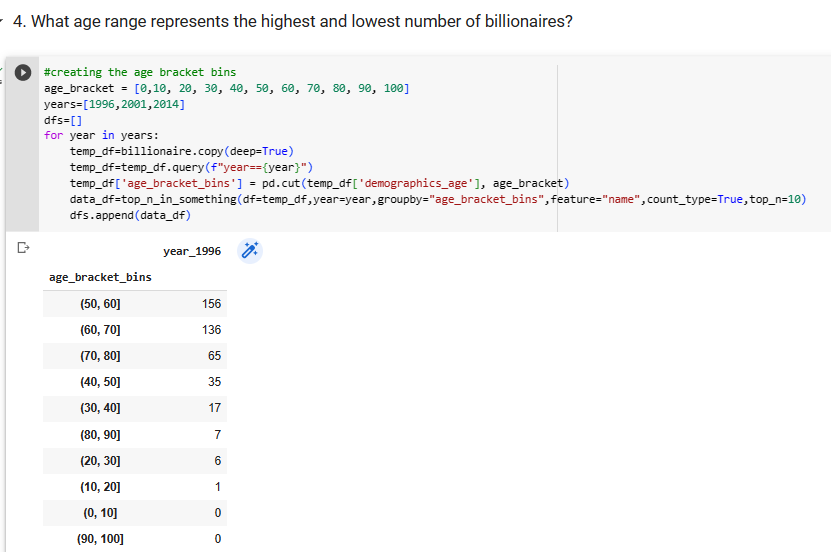 4. What age range represents the highest and lowest number of billionaires?
#creating the age bracket bins
age_bracket = [0,10, 20, 30, 40, 50, 60, 70, 80, 90, 100]
years=[1996,2001,2014]
dfs=[]
for year in years:
    temp_df=billionaire.copy(deep=True)
    temp_df=temp_df.query(f"year=={year}")
    temp_df['age_bracket_bins'] = pd.cut(temp_df['demographics_age'], age_bracket)
    data_df=top_n_in_something(df=temp_df,year=year,groupby="age_bracket_bins",feature="name",count_type=True,top_n=10)
    dfs.append(data_df)
year_1996
age_bracket_bins
(50, 60] 156
(60, 70] 136
(70, 80] 65
(40, 50] 35
(30, 40] 17
(80, 90] 7
(20, 30] 6
(10, 20] 1
(0, 10] 0
(90, 100] 0